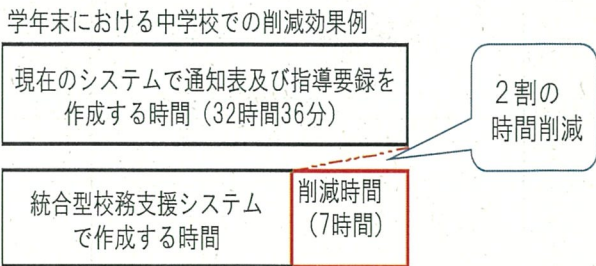 学年末における中学校での削減効果例
現在のシステムで通知表及び指導要録を
作成する時間（32時間36分）
2割の
時間削減
統合型校務支援システム
で作成する時間
削減時間
（7時間）